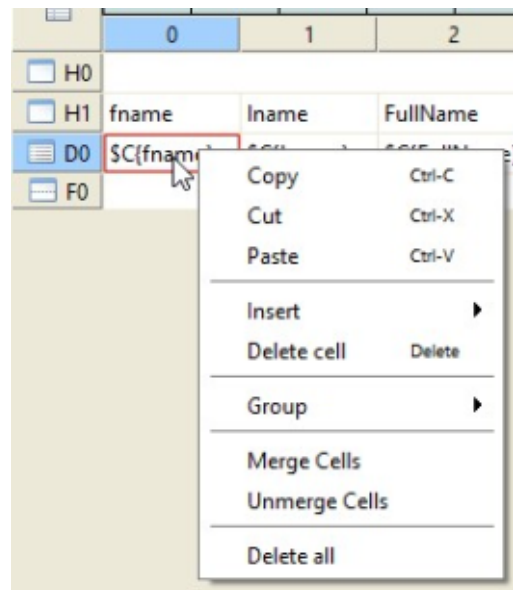 0 1 2
H0
H1 fname lname FullName
D0 $C{fname}
F0
Copy Ctrl-C
Cut Ctrl-X
Paste Ctrl-V
Insert
Delete cell Delete
Group
Merge Cells
Unmerge Cells
Delete all